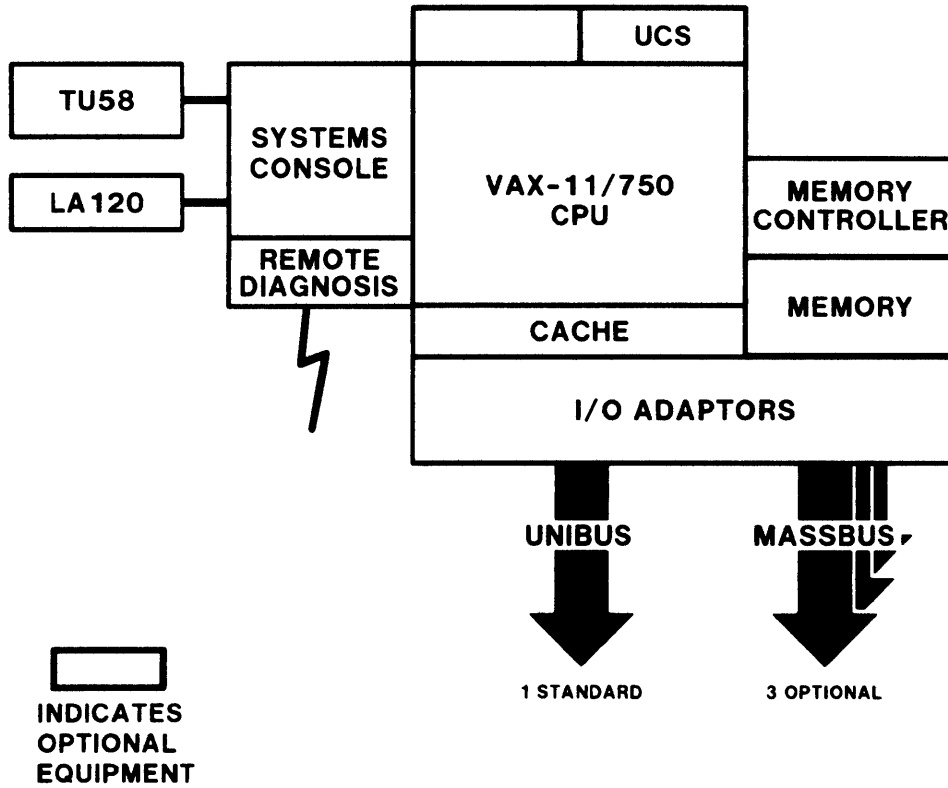 UCS
TU58
SYSTEMS
CONSOLE
LA120
VAX-11/750
CPU
MEMORY
CONTROLLER
REMOTE
DIAGNOSIS
MEMORY
CACHE
I/O ADAPTORS
UNIBUS
MASSBUS
1 STANDARD
3 OPTIONAL
INDICATES
OPTIONAL
EQUIPMENT